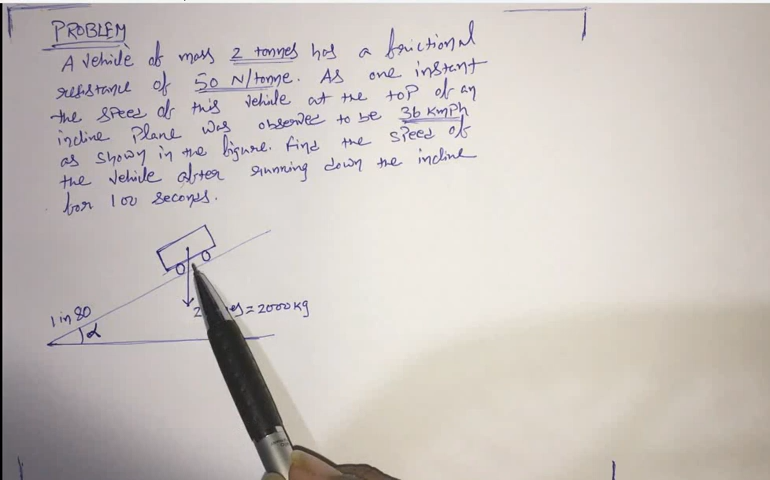 PROBLEM
A vehicle of mass 2 tonnes has a frictional
resistance of 50 N/tonne. As one instant
the speed of this vehicle at the top of an
incline plane was observed to be 36 kmph
as shown in the figure. Find the speed of
the vehicle after running down the incline
for 100 seconds.
1 in 80
α
2 = 2000 kg